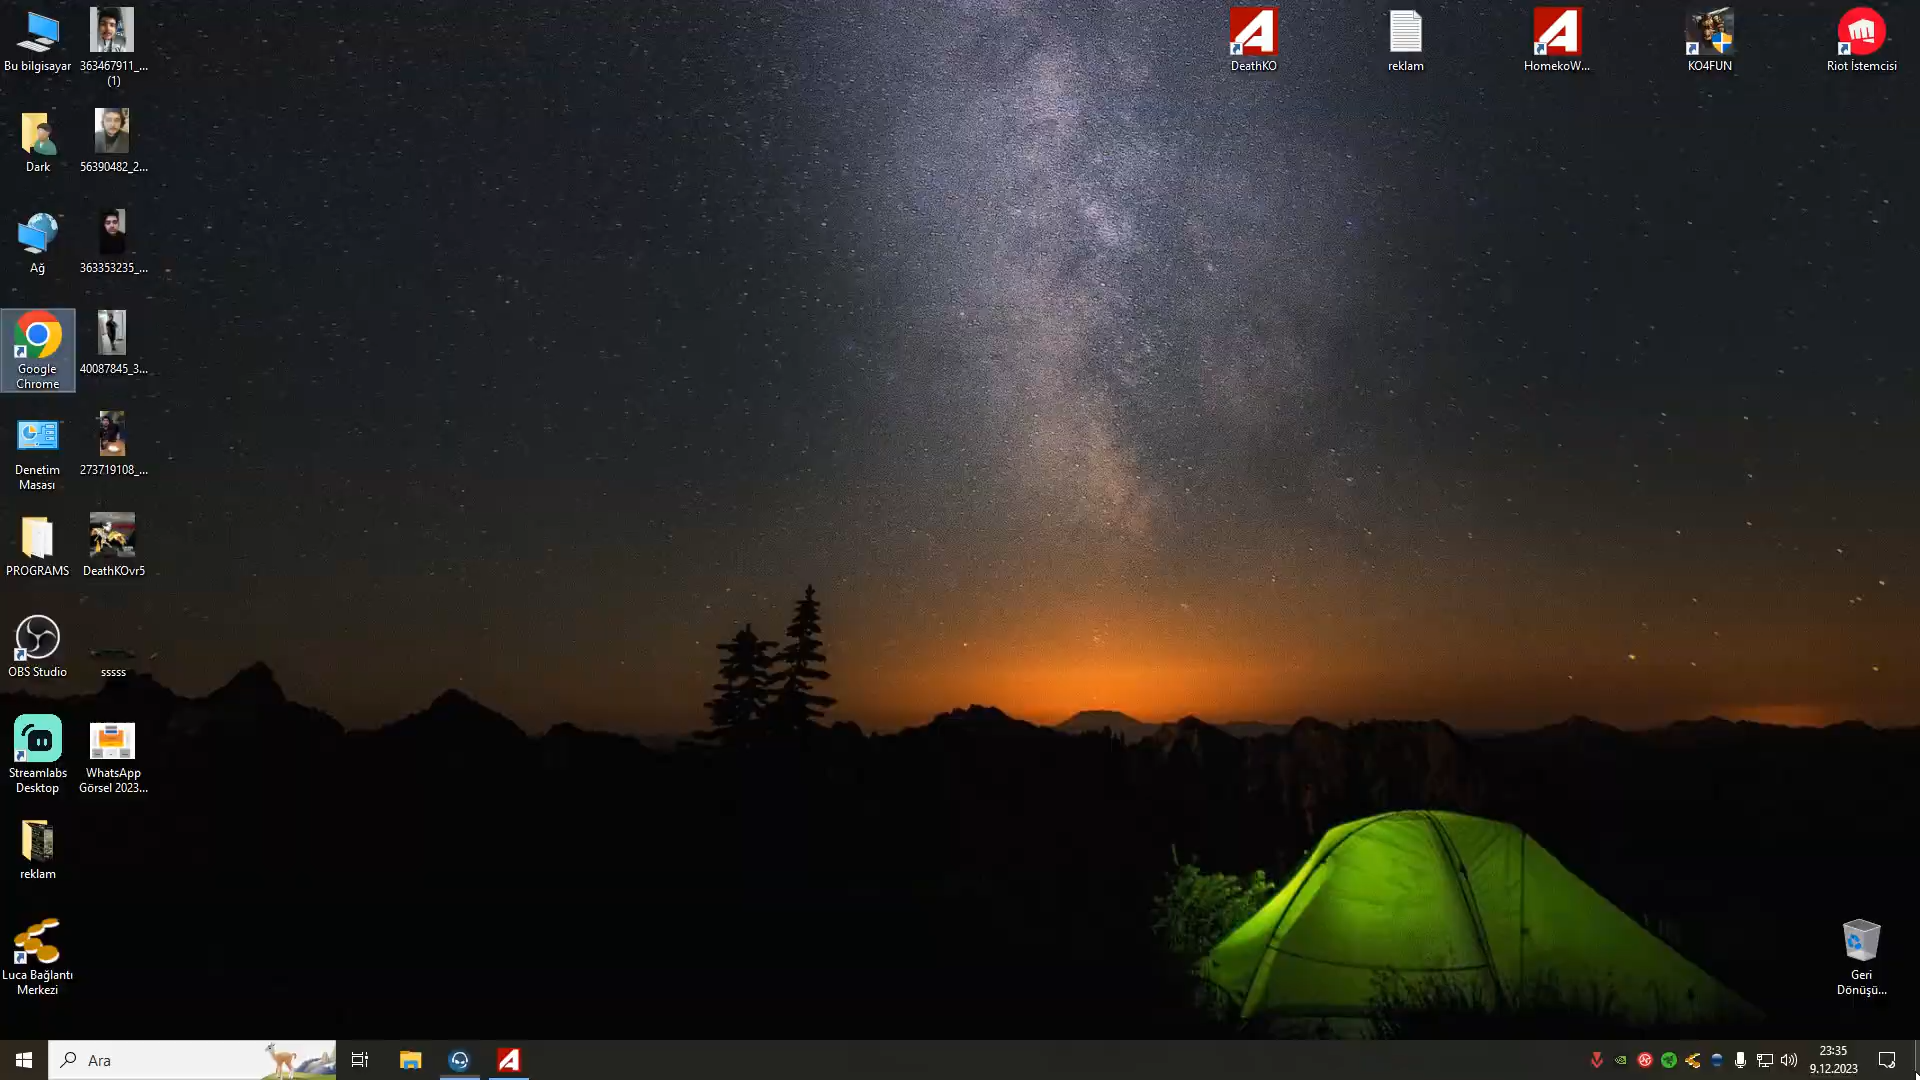 Bu bilgisayar
363467911_...
(1)
DeathKO
reklam
HomekoW...
KO4FUN
Riot İstemcisi
Dark
56390482_2...
Ağ
363353235_...
Google
Chrome
40087845_3...
Denetim
Masası
273719108_...
PROGRAMS
DeathKOvr5
OBS Studio
sssss
Streamlabs
Desktop
WhatsApp
Görsel 2023...
reklam
Luca Bağlantı
Merkezi
Geri
Dönüşü...
Ara
23:35
9.12.2023